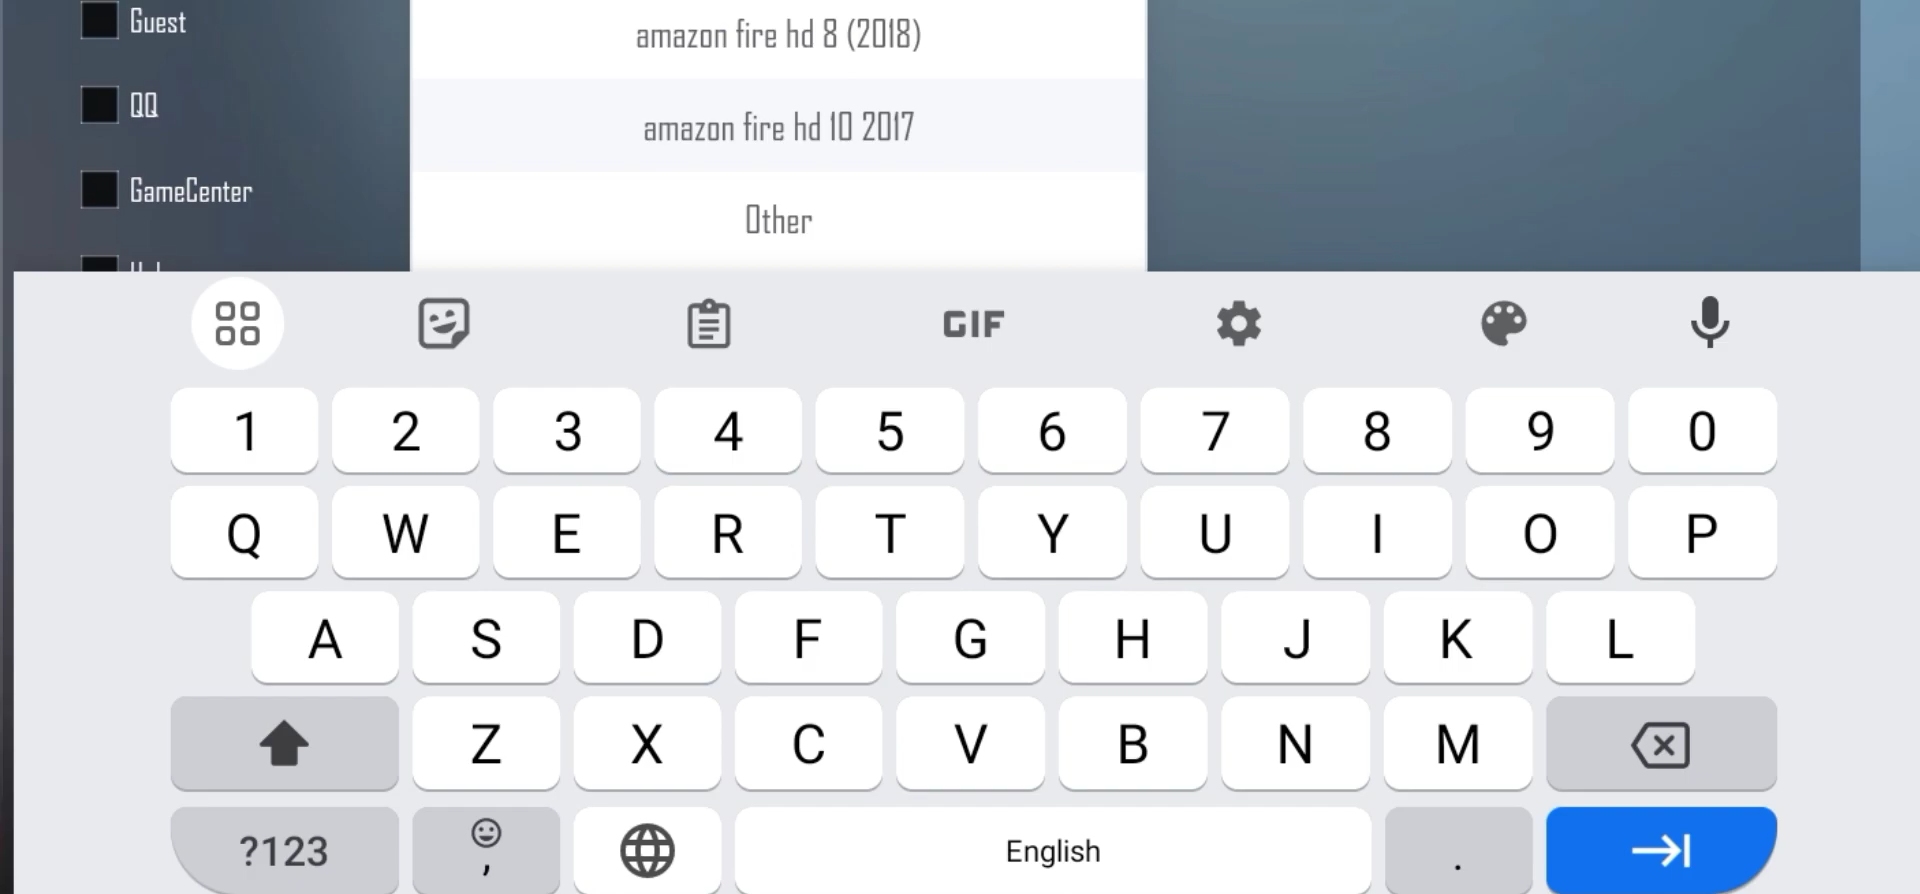 Guest
amazon fire hd 8 (2018)
QQ
amazon fire hd 10 2017
GameCenter
Other
GIF
1 2 3 4 5 6 7 8 9 0
Q W E R T Y U I O P
A S D F G H J K L
Z X C V B N M
?123 , English .